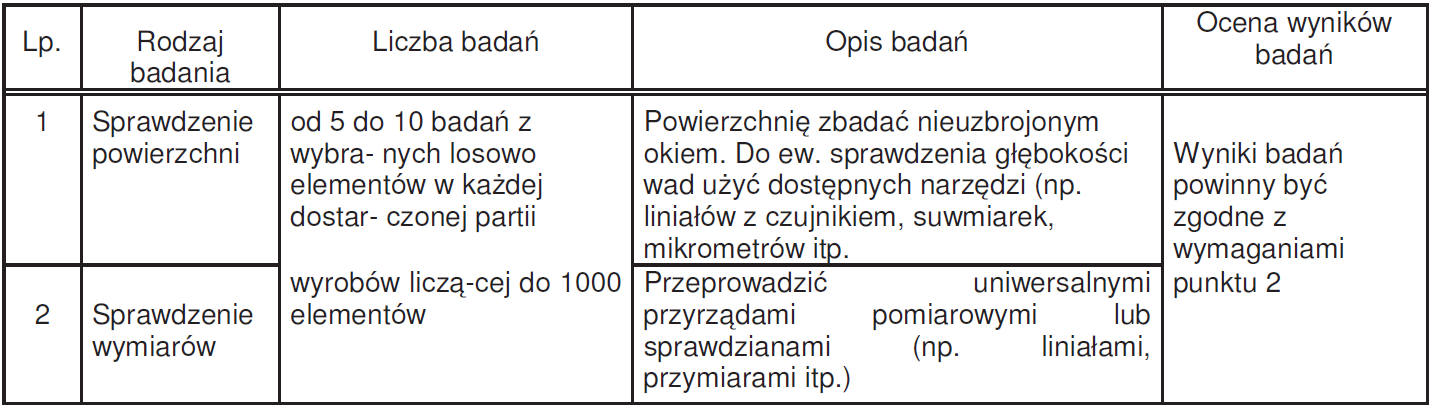 Lp.
Rodzaj
badania
Liczba badań
Opis badań
Ocena wyników
badań
1
Sprawdzenie
powierzchni
od 5 do 10 badań z
wybra- nych losowo
elementów w każdej
dostar- czonej partii
wyrobów liczą-cej do 1000
elementów
Powierzchnię zbadać nieuzbrojonym
okiem. Do ew. sprawdzenia głębokości
wad użyć dostępnych narzędzi (np.
liniałów z czujnikiem, suwmiarek,
mikrometrów itp.
Wyniki badań
powinny być
zgodne z
wymaganiami
punktu 2
2
Sprawdzenie
wymiarów
Przeprowadzić uniwersalnymi
przyrządami pomiarowymi lub
sprawdzianami (np. liniałami,
przymiarami itp.)